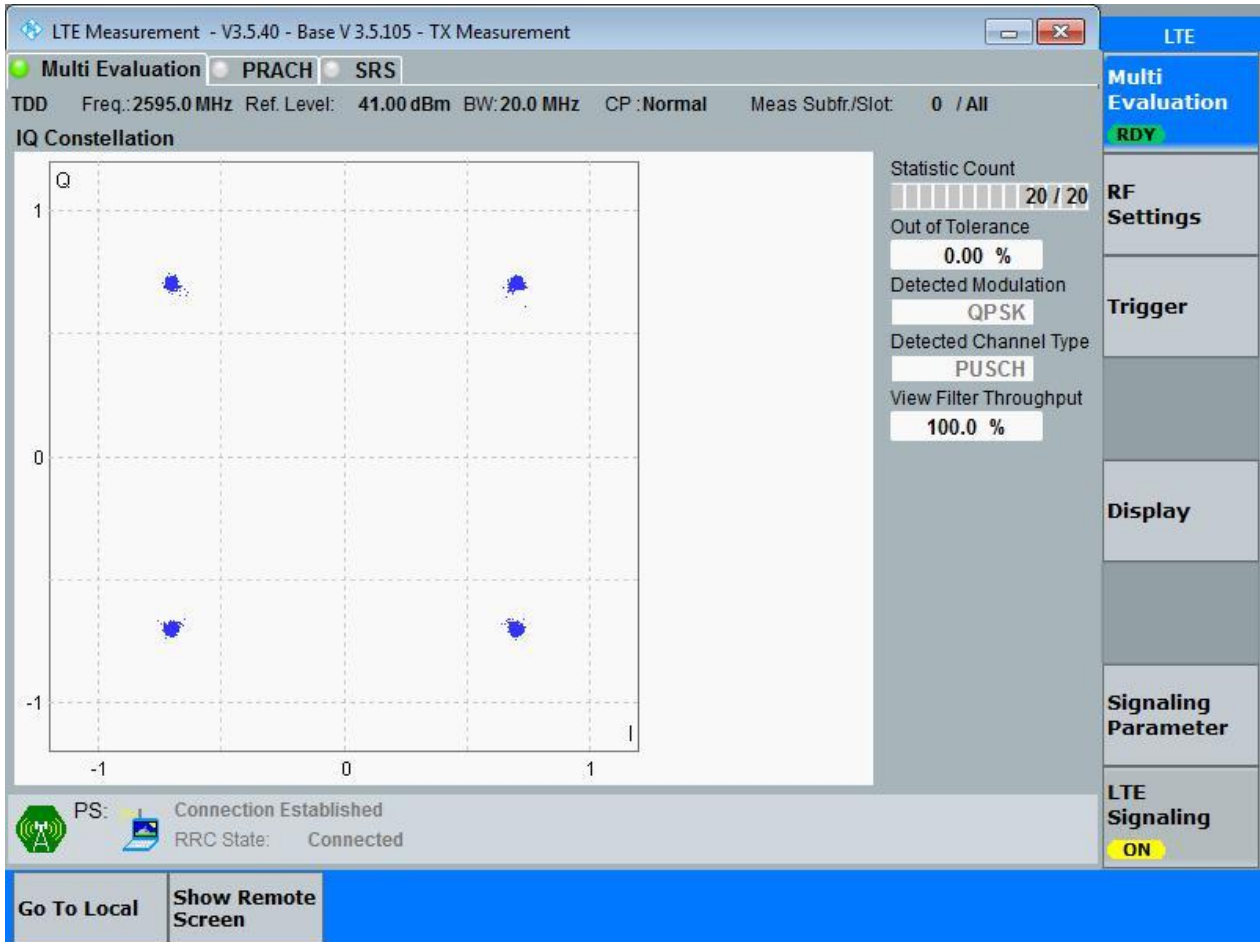 LTE Measurement - V3.5.40 - Base V 3.5.105 - TX Measurement
LTE
Multi Evaluation PRACH SRS
TDD Freq.: 2595.0 MHz Ref. Level: 41.00 dBm BW: 20.0 MHz CP : Normal Meas Subfr./Slot: 0 / All
IQ Constellation
Q
1
0
-1
I
-1 0 1
Statistic Count
20 / 20
Out of Tolerance
0.00 %
Detected Modulation
QPSK
Detected Channel Type
PUSCH
View Filter Throughput
100.0 %
Multi
Evaluation
RDY
RF
Settings
Trigger
Display
Signaling
Parameter
LTE
Signaling
ON
PS: Connection Established
RRC State: Connected
Go To Local
Show Remote
Screen